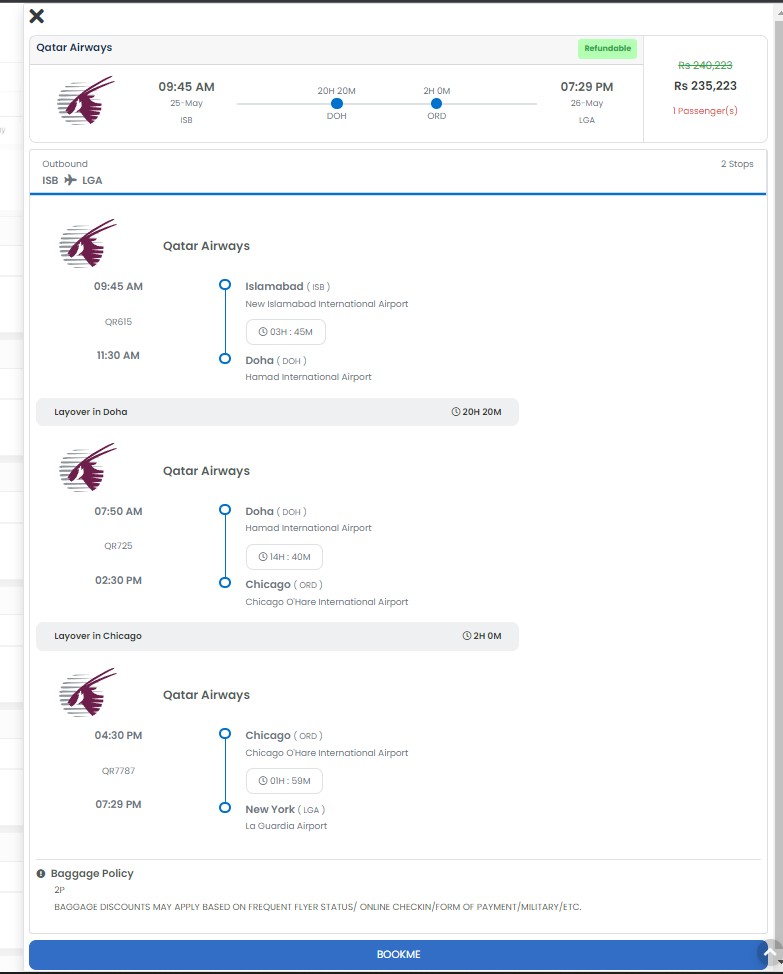 Qatar Airways
Refundable
Rs 240,223
Rs 235,223
1 Passenger(s)
09:45 AM
25-May
ISB
20H 20M
DOH
2H 0M
ORD
07:29 PM
26-May
LGA
Outbound
2 Stops
ISB LGA
Qatar Airways
09:45 AM
Islamabad ( ISB )
New Islamabad International Airport
QR615
03H : 45M
11:30 AM
Doha ( DOH )
Hamad International Airport
Layover in Doha
20H 20M
Qatar Airways
07:50 AM
Doha ( DOH )
Hamad International Airport
QR725
14H : 40M
02:30 PM
Chicago ( ORD )
Chicago O'Hare International Airport
Layover in Chicago
2H 0M
Qatar Airways
04:30 PM
Chicago ( ORD )
Chicago O'Hare International Airport
QR7787
01H : 59M
07:29 PM
New York ( LGA )
La Guardia Airport
Baggage Policy
2P
BAGGAGE DISCOUNTS MAY APPLY BASED ON FREQUENT FLYER STATUS/ ONLINE CHECKIN/FORM OF PAYMENT/MILITARY/ETC.
BOOKME